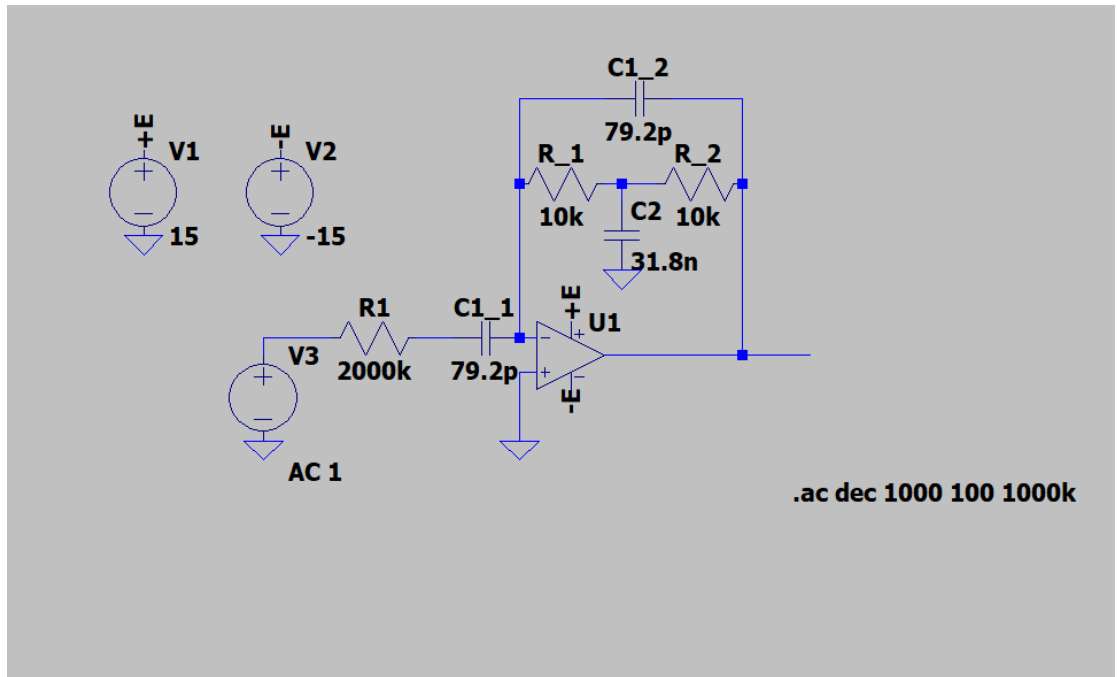 C1_2
79.2p
+E
V1
15
-E
V2
-15
R_1
10k
R_2
10k
C2
31.8n
R1
2000k
C1_1
79.2p
+E
U1
-E
V3
AC 1
.ac dec 1000 100 1000k